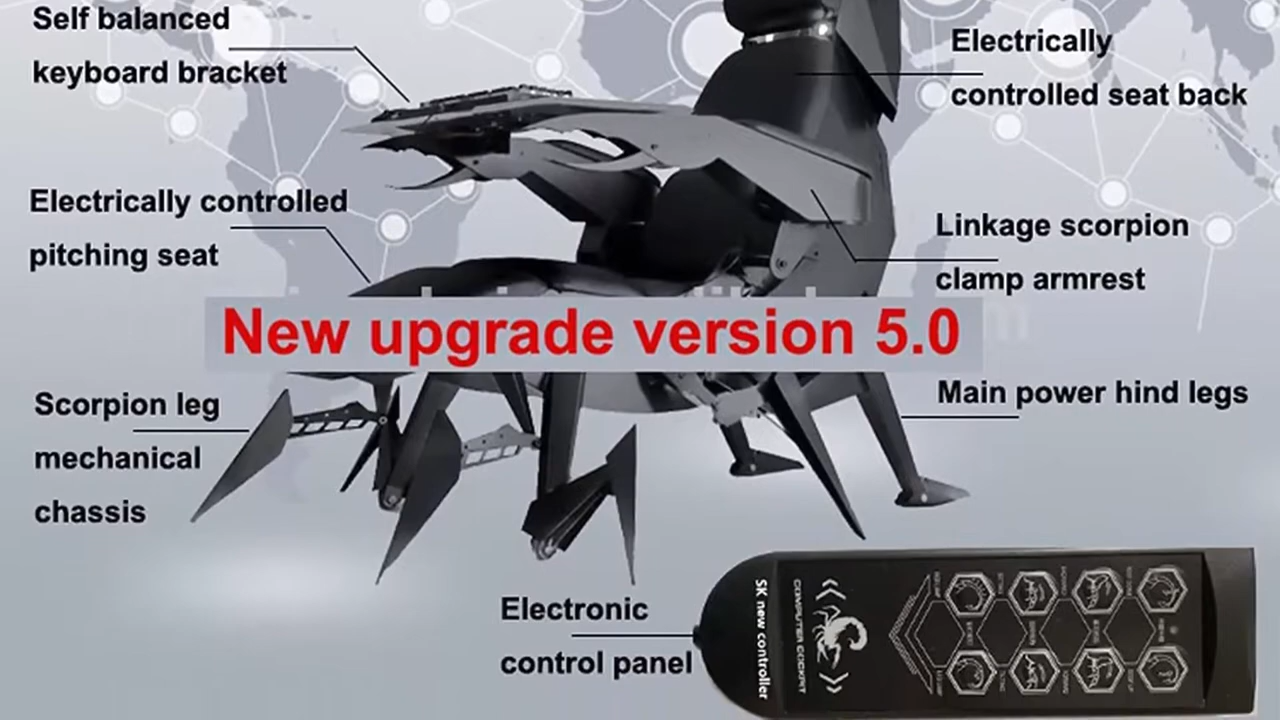 Self balanced
keyboard bracket
Electrically
controlled seat back
Electrically controlled
pitching seat
Linkage scorpion
clamp armrest
New upgrade version 5.0
Scorpion leg
mechanical
chassis
Main power hind legs
Electronic
control panel
SK new controller
COMPUTER COCKPIT